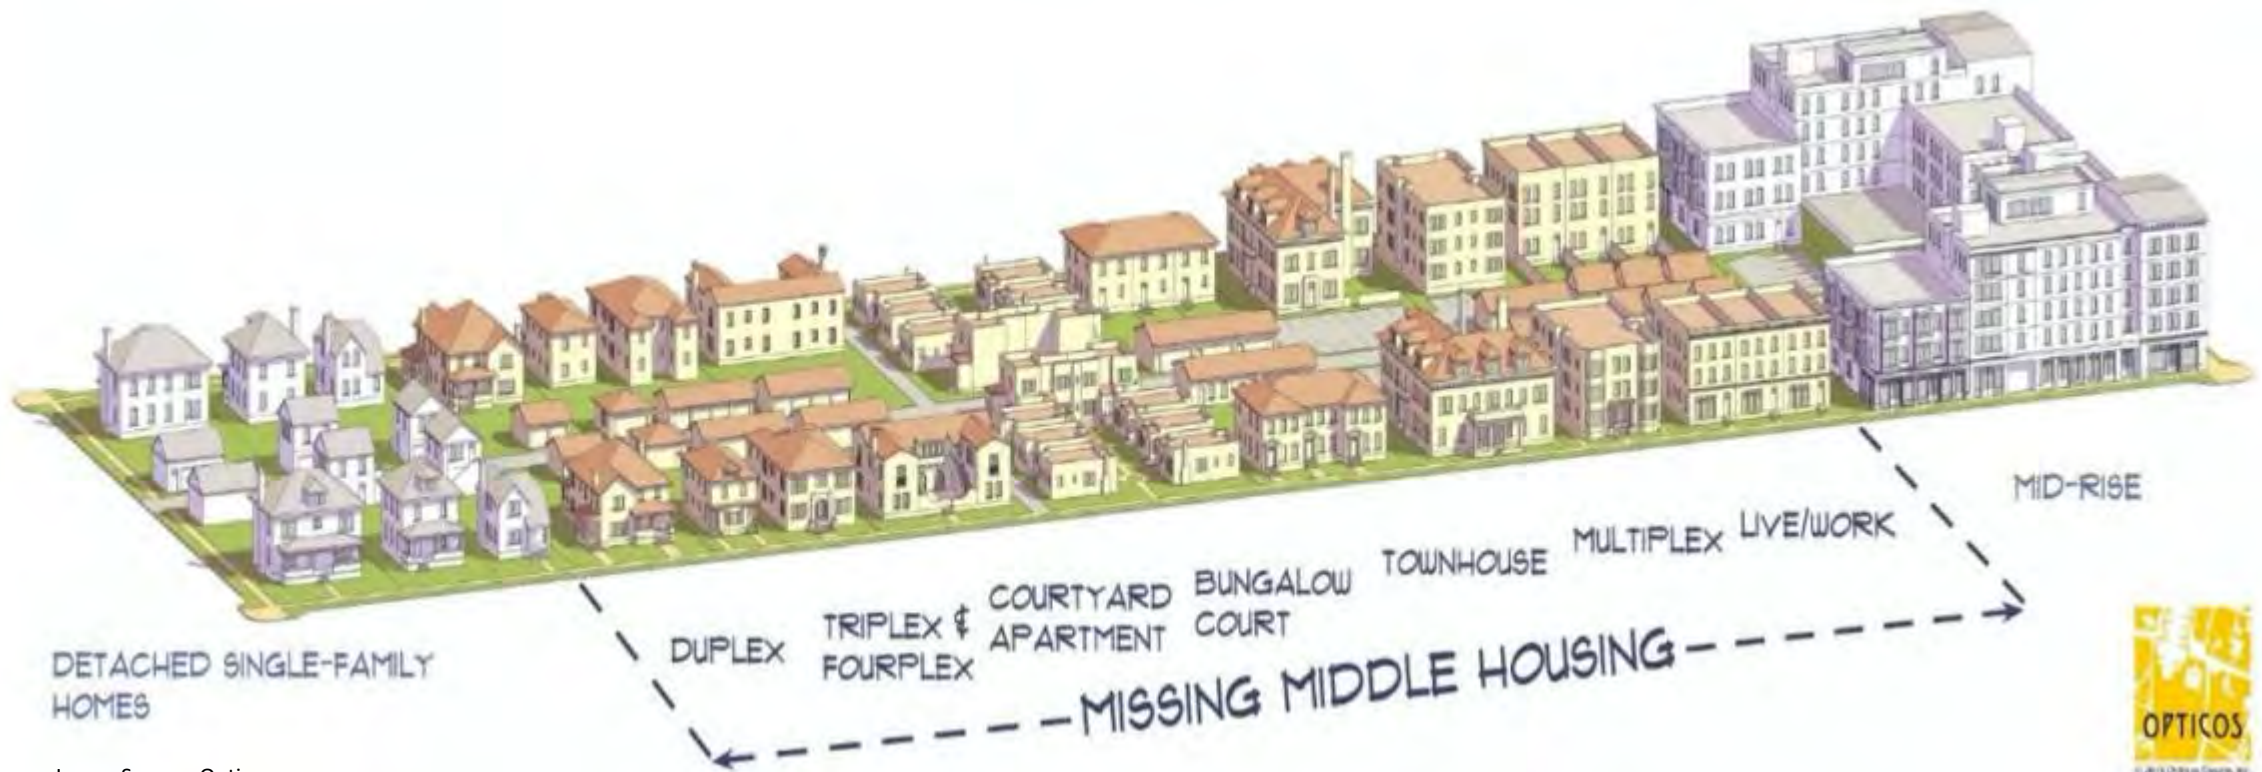 DETACHED SINGLE-FAMILY
HOMES
DUPLEX
TRIPLEX &
FOURPLEX
COURTYARD
APARTMENT
BUNGALOW
COURT
TOWNHOUSE
MULTIPLEX
LIVE/WORK
MID-RISE
MISSING MIDDLE HOUSING
OPTICOS